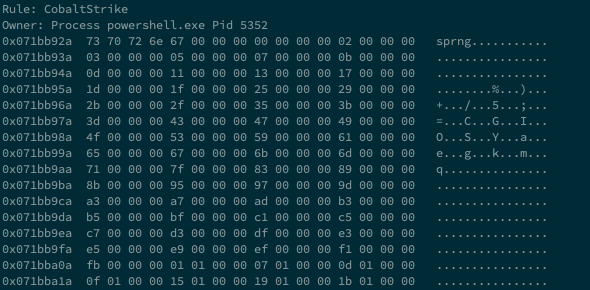 Rule: CobaltStrike
Owner: Process powershell.exe Pid 5352
0x071bb92a  73 70 72 6e 67 00 00 00 00 00 00 00 02 00 00 00   sprng...........
0x071bb93a  03 00 00 00 05 00 00 00 07 00 00 00 0b 00 00 00   ................
0x071bb94a  0d 00 00 00 11 00 00 00 13 00 00 00 17 00 00 00   ................
0x071bb95a  1d 00 00 00 1f 00 00 00 25 00 00 00 29 00 00 00   ........%...)...
0x071bb96a  2b 00 00 00 2f 00 00 00 35 00 00 00 3b 00 00 00   +.../...5...;...
0x071bb97a  3d 00 00 00 43 00 00 00 47 00 00 00 49 00 00 00   =...C...G...I...
0x071bb98a  4f 00 00 00 53 00 00 00 59 00 00 00 61 00 00 00   O...S...Y...a...
0x071bb99a  65 00 00 00 67 00 00 00 6b 00 00 00 6d 00 00 00   e...g...k...m...
0x071bb9aa  71 00 00 00 7f 00 00 00 83 00 00 00 89 00 00 00   q...............
0x071bb9ba  8b 00 00 00 95 00 00 00 97 00 00 00 9d 00 00 00   ................
0x071bb9ca  a3 00 00 00 a7 00 00 00 ad 00 00 00 b3 00 00 00   ................
0x071bb9da  b5 00 00 00 bf 00 00 00 c1 00 00 00 c5 00 00 00   ................
0x071bb9ea  c7 00 00 00 d3 00 00 00 df 00 00 00 e3 00 00 00   ................
0x071bb9fa  e5 00 00 00 e9 00 00 00 ef 00 00 00 f1 00 00 00   ................
0x071bba0a  fb 00 00 00 01 01 00 00 07 01 00 00 0d 01 00 00   ................
0x071bba1a  0f 01 00 00 15 01 00 00 19 01 00 00 1b 01 00 00   ................